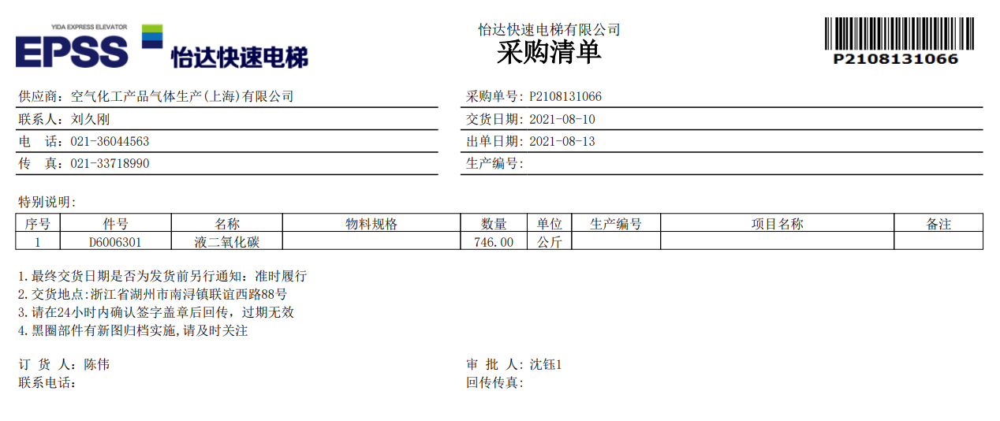 YIDA EXPRESS ELEVATOR
EPSS 怡达快速电梯
怡达快速电梯有限公司
采购清单
P2108131066
供应商: 空气化工产品气体生产(上海)有限公司 采购单号: P2108131066
联系人: 刘久刚 交货日期: 2021-08-10
电 话: 021-36044563 出单日期: 2021-08-13
传 真: 021-33718990 生产编号:
特别说明:
序号 件号 名称 物料规格 数量 单位 生产编号 项目名称 备注
1 D6006301 液二氧化碳 746.00 公斤
1.最终交货日期是否为发货前另行通知: 准时履行
2.交货地点:浙江省湖州市南浔镇联谊西路88号
3.请在24小时内确认签字盖章后回传, 过期无效
4.黑圈部件有新图归档实施,请及时关注
订 货 人: 陈伟 审 批 人: 沈钰1
联系电话: 回传传真: